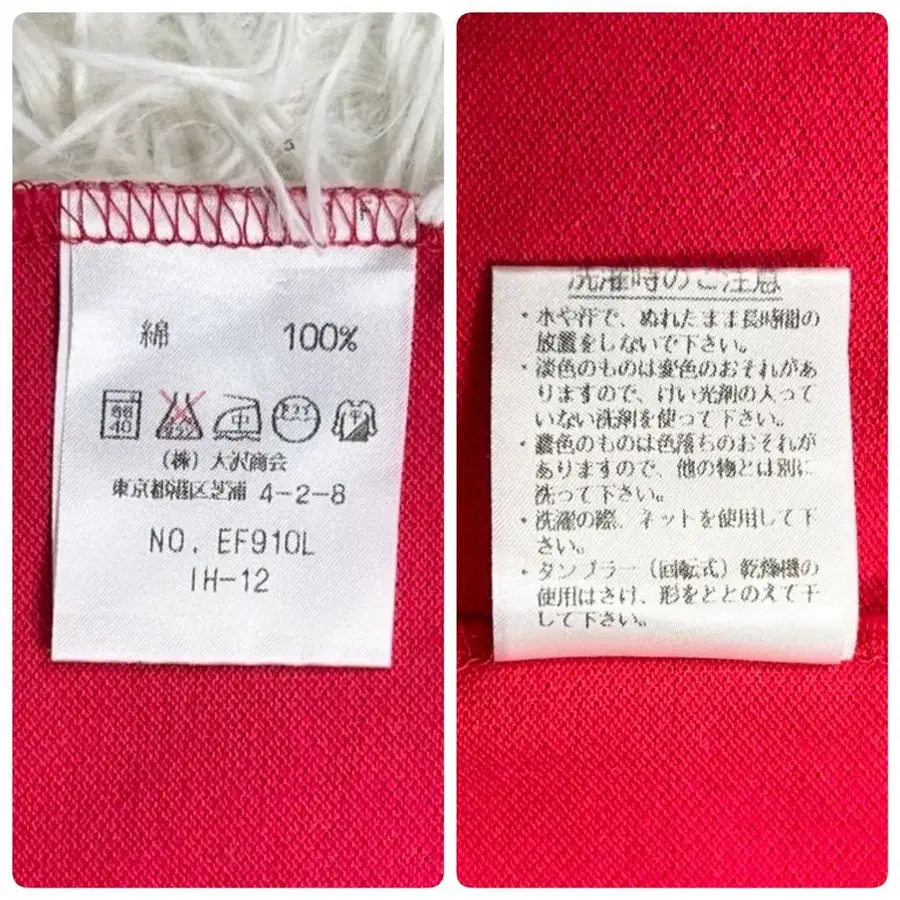 綿 100%
40
中
(株) 大沢商会
東京都港区芝浦 4-2-8
NO. EF910L
IH-12
洗濯時のご注意
・水や汗で、ぬれたまま長時間の
放置をしないで下さい。
・淡色のものは変色のおそれがあ
りますので、けい光剤の入って
いない洗剤を使って下さい。
・濃色のものは色落ちのおそれが
ありますので、他の物とは別に
洗って下さい。
・洗濯の際、ネットを使用して下
さい。
・タンブラー(回転式)乾燥機の
使用はさけ、形をととのえて干
して下さい。